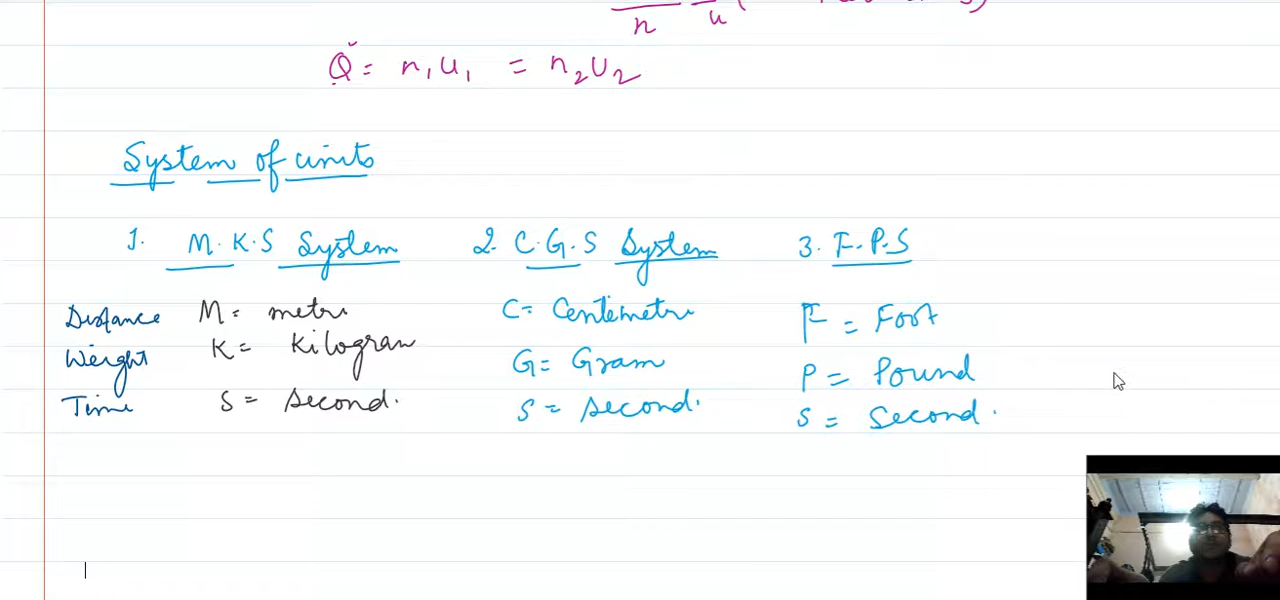 n u
Q = n₁u₁ = n₂u₂
System of units
1. M.K.S System 2. C.G.S System 3. F.P.S
Distance M = metre C = Centimetre F = Foot
Weight K = Kilogram G = Gram P = Pound
Time S = Second. S = Second. S = Second.